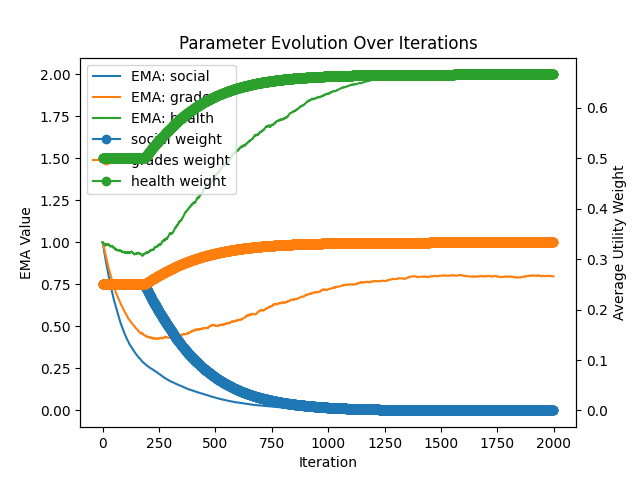 Parameter Evolution Over Iterations
EMA: social
EMA: grades
EMA: health
social weight
grades weight
health weight
2.00
1.75
1.50
1.25
1.00
0.75
0.50
0.25
0.00
EMA Value
0.6
0.5
0.4
0.3
0.2
0.1
0.0
Average Utility Weight
0 250 500 750 1000 1250 1500 1750 2000
Iteration